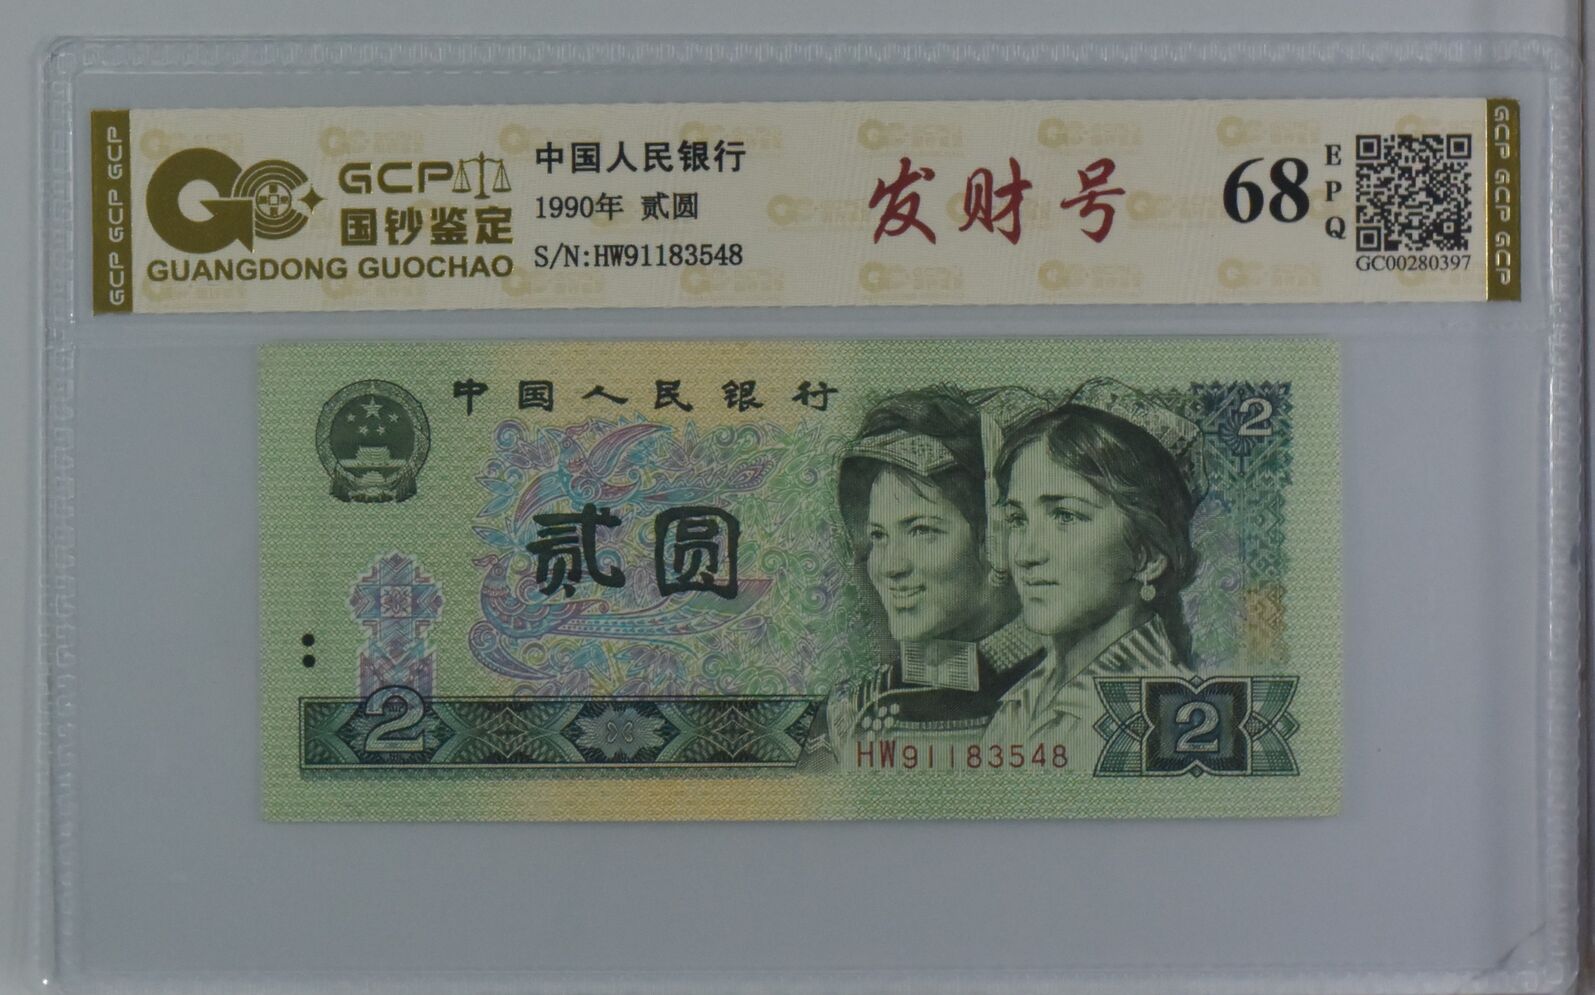 GCP GCP GCP
GCP
国钞鉴定
GUANGDONG GUOCHAO
中国人民银行
1990年 贰圆
S/N:HW91183548
发财号
68
EPQ
GC00280397
GCP GCP GCP
中国人民银行
2
贰圆
2
HW91183548
2